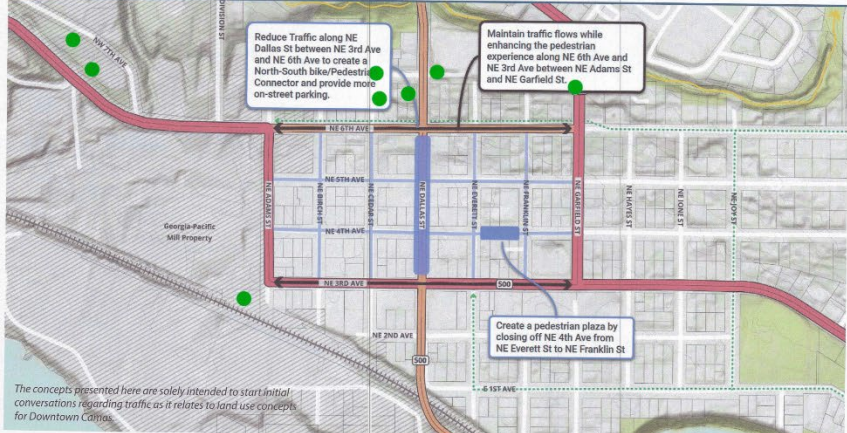 DIVISION ST
NW 7TH AVE
Reduce Traffic along NE
Dallas St between NE 3rd Ave
and NE 6th Ave to create a
North-South bike/Pedestrian
Connector and provide more
on-street parking.
Maintain traffic flows while
enhancing the pedestrian
experience along NE 6th Ave and
NE 3rd Ave between NE Adams St
and NE Garfield St.
NE 6TH AVE
NE 5TH AVE
NE ADAMS ST
NE BIRCH ST
NE CEDAR ST
NE DALLAS ST
NE EVERETT ST
NE FRANKLIN ST
NE GARFIELD ST
NE HAYES ST
NE IONE ST
NE JOY ST
Georgia-Pacific
Mill Property
NE 4TH AVE
NE 3RD AVE
500
NE 2ND AVE
Create a pedestrian plaza by
closing off NE 4th Ave from
NE Everett St to NE Franklin St
500
1ST AVE
The concepts presented here are solely intended to start initial
conversations regarding traffic as it relates to land use concepts
for Downtown Camas.